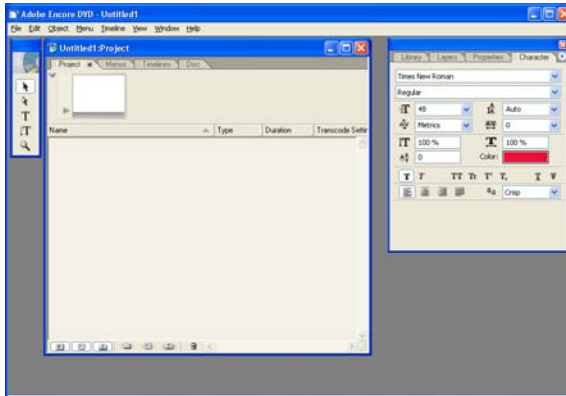 Adobe Encore DVD - Untitled1
File Edit Object Menu Timeline View Window Help
Untitled1:Project
Project Menus Timelines Disc
Name Type Duration Transcode Settin
Library Layers Properties Character
Times New Roman
Regular
48 Auto
Metrics 0
100 % 100 %
0 Color:
Crisp